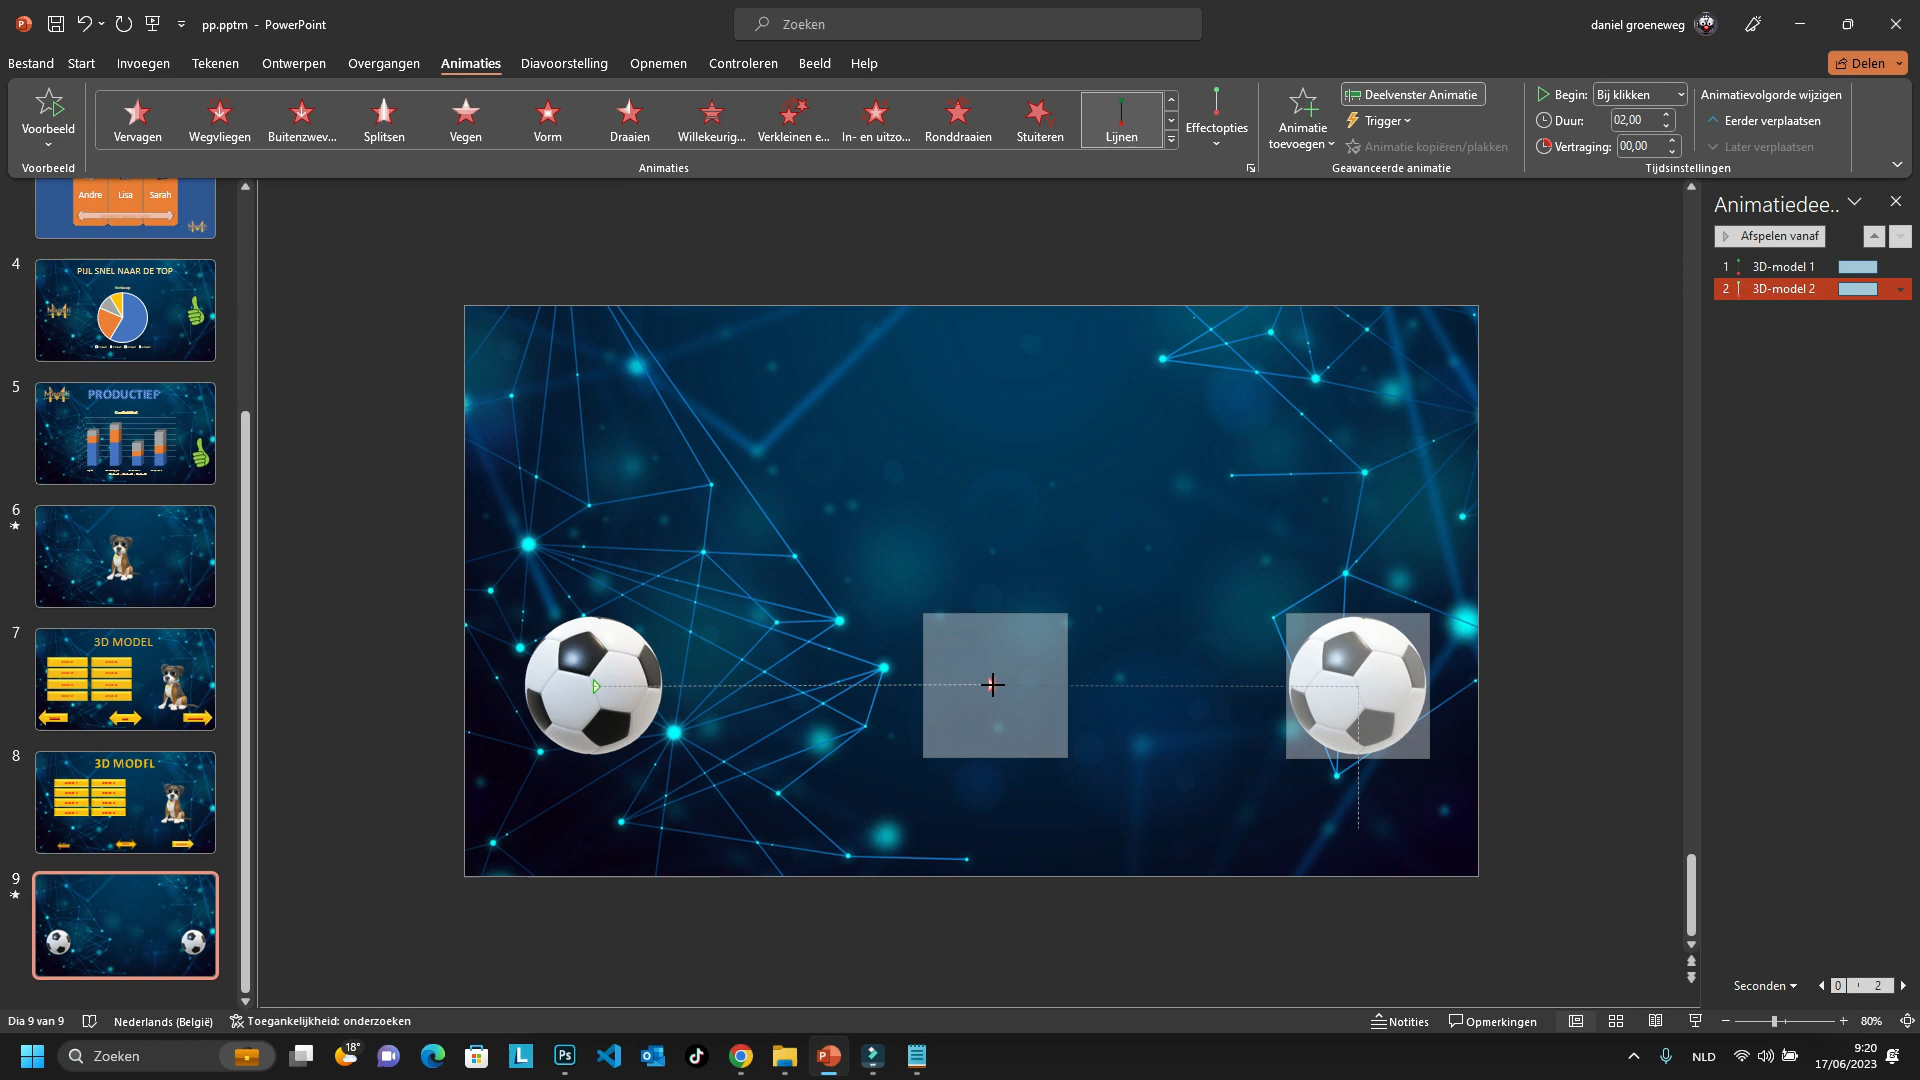 pp.pptm - PowerPoint
Zoeken
daniel groeneweg
Bestand Start Invoegen Tekenen Ontwerpen Overgangen Animaties Diavoorstelling Opnemen Controleren Beeld Help
Delen
Voorbeeld
Vervagen Wegvliegen Buitenzwev... Splitsen Vegen Vorm Draaien Willekeurig... Verkleinen e... In- en uitzo... Ronddraaien Stuiteren Lijnen
Effectopties
Animatie toevoegen
Deelvenster Animatie
Trigger
Animatie kopiëren/plakken
Begin: Bij klikken
Duur: 02,00
Vertraging: 00,00
Animatievolgorde wijzigen
Eerder verplaatsen
Later verplaatsen
Voorbeeld Animaties Geavanceerde animatie Tijdsinstellingen
Andre Lisa Sarah
4
PIJL SNEL NAAR DE TOP
Verkoop
5
PRODUCTIEF
6
7
3D MODEL
8
3D MODEL
9
Animatiedee..
Afspelen vanaf
1 3D-model 1
2 3D-model 2
Seconden 0 2
Dia 9 van 9 Nederlands (België) Toegankelijkheid: onderzoeken
Notities Opmerkingen 80%
Zoeken
18°
NLD
9:20
17/06/2023